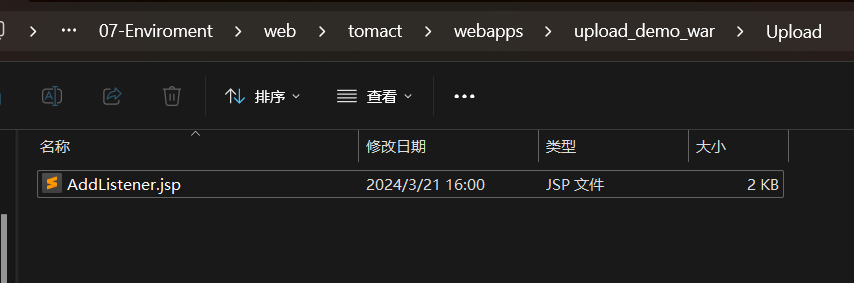 07-Enviroment > web > tomact > webapps > upload_demo_war > Upload
排序 查看
名称 修改日期 类型 大小
AddListener.jsp 2024/3/21 16:00 JSP 文件 2 KB